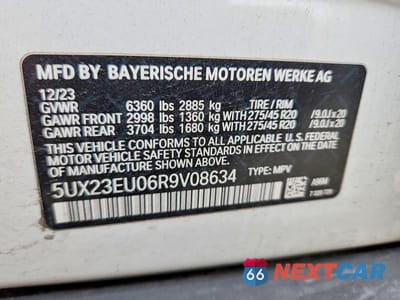 MFD BY BAYERISCHE MOTOREN WERKE AG
12/23
GVWR 6360 lbs 2885 kg TIRE / RIM
GAWR FRONT 2998 lbs 1360 kg WITH 275/45 R20 / 9.0J x 20
GAWR REAR 3704 lbs 1680 kg WITH 275/45 R20 / 9.0J x 20
THIS VEHICLE CONFORMS TO ALL APPLICABLE U. S. FEDERAL
MOTOR VEHICLE SAFETY STANDARDS IN EFFECT
ON THE DATE OF MANUFACTURE SHOWN ABOVE.
5UX23EU06R9V08634 TYPE: MPV
66 NEXTCAR